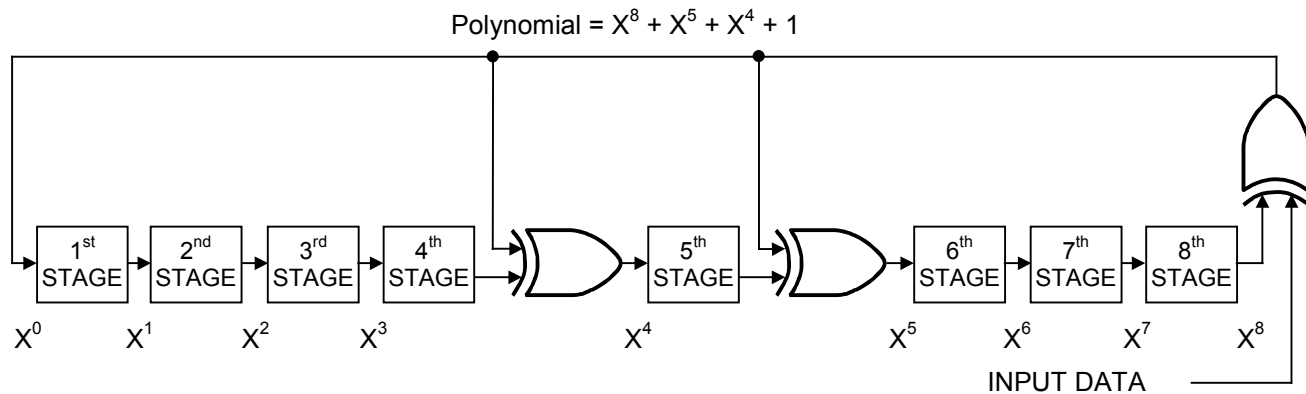 Polynomial = X⁸ + X⁵ + X⁴ + 1
1st STAGE
2nd STAGE
3rd STAGE
4th STAGE
5th STAGE
6th STAGE
7th STAGE
8th STAGE
X⁰ X¹ X² X³ X⁴ X⁵ X⁶ X⁷ X⁸
INPUT DATA